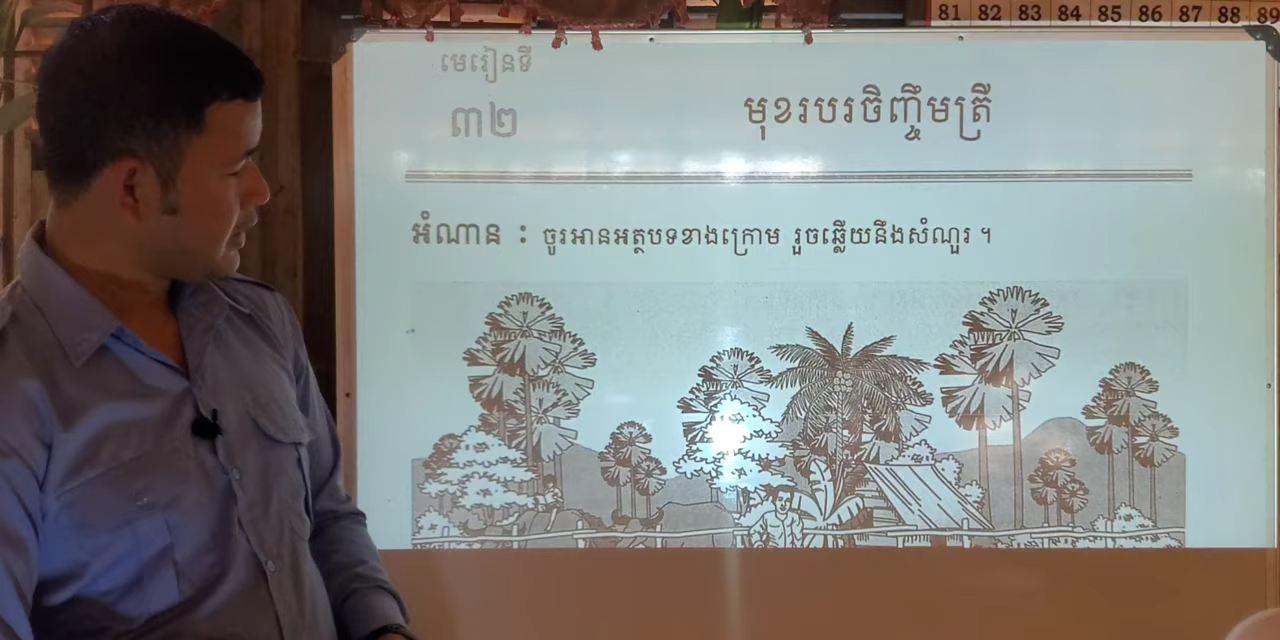 81 82 83 84 85 86 87 88 89
មេរៀនទី
៣២
មុខរបរចិញ្ចឹមត្រី
អំណាន ៖ ចូរអានអត្ថបទខាងក្រោម រួចឆ្លើយនឹងសំណួរ ។